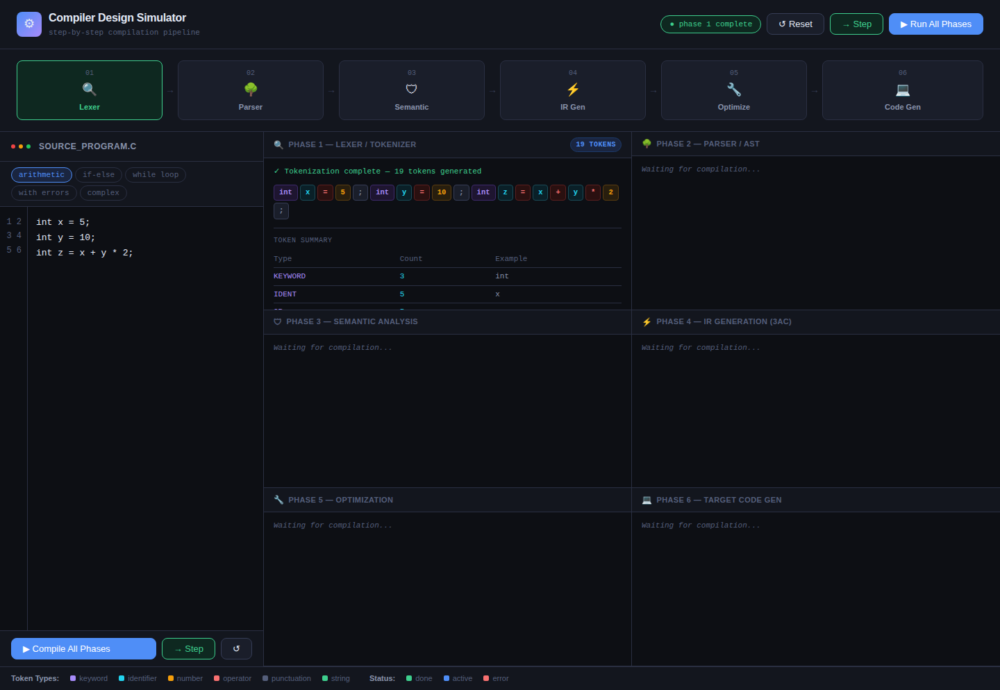 ⚙ Compiler Design Simulator
step-by-step compilation pipeline
● phase 1 complete ↺ Reset → Step ▶ Run All Phases
01 → 02 → 03 → 04 → 05 → 06
Lexer Parser Semantic IR Gen Optimize Code Gen
SOURCE_PROGRAM.C
arithmetic if-else while loop
with errors complex
1 2
3 4
5 6
int x = 5;
int y = 10;
int z = x + y * 2;
▶ Compile All Phases → Step ↺
PHASE 1 — LEXER / TOKENIZER 19 TOKENS
✓ Tokenization complete — 19 tokens generated
int x = 5 ; int y = 10 ; int z = x + y * 2
;
TOKEN SUMMARY
Type Count Example
KEYWORD 3 int
IDENT 5 x
PHASE 2 — PARSER / AST
Waiting for compilation...
PHASE 3 — SEMANTIC ANALYSIS
Waiting for compilation...
PHASE 4 — IR GENERATION (3AC)
Waiting for compilation...
PHASE 5 — OPTIMIZATION
Waiting for compilation...
PHASE 6 — TARGET CODE GEN
Waiting for compilation...
Token Types: keyword identifier number operator punctuation string Status: done active error